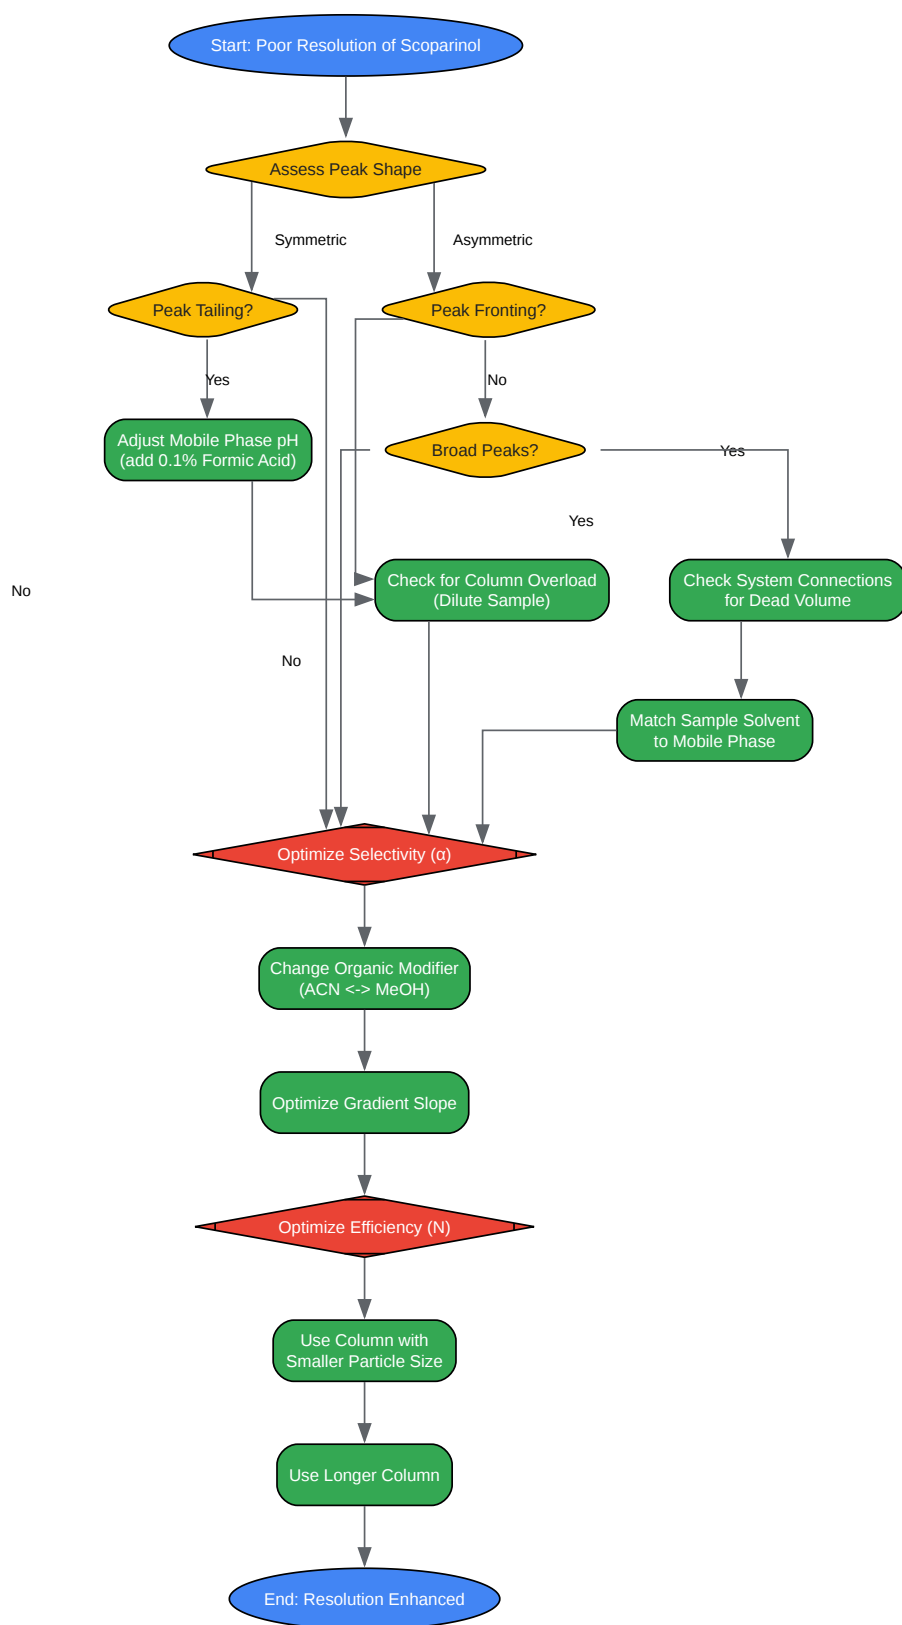 Start: Poor Resolution of Scoparinol
Assess Peak Shape
Symmetric
Asymmetric
Peak Tailing?
Peak Fronting?
Yes
No
Adjust Mobile Phase pH
(add 0.1% Formic Acid)
Broad Peaks?
Yes
Yes
No
Check for Column Overload
(Dilute Sample)
Check System Connections
for Dead Volume
No
Match Sample Solvent
to Mobile Phase
Optimize Selectivity (α)
Change Organic Modifier
(ACN <-> MeOH)
Optimize Gradient Slope
Optimize Efficiency (N)
Use Column with
Smaller Particle Size
Use Longer Column
End: Resolution Enhanced